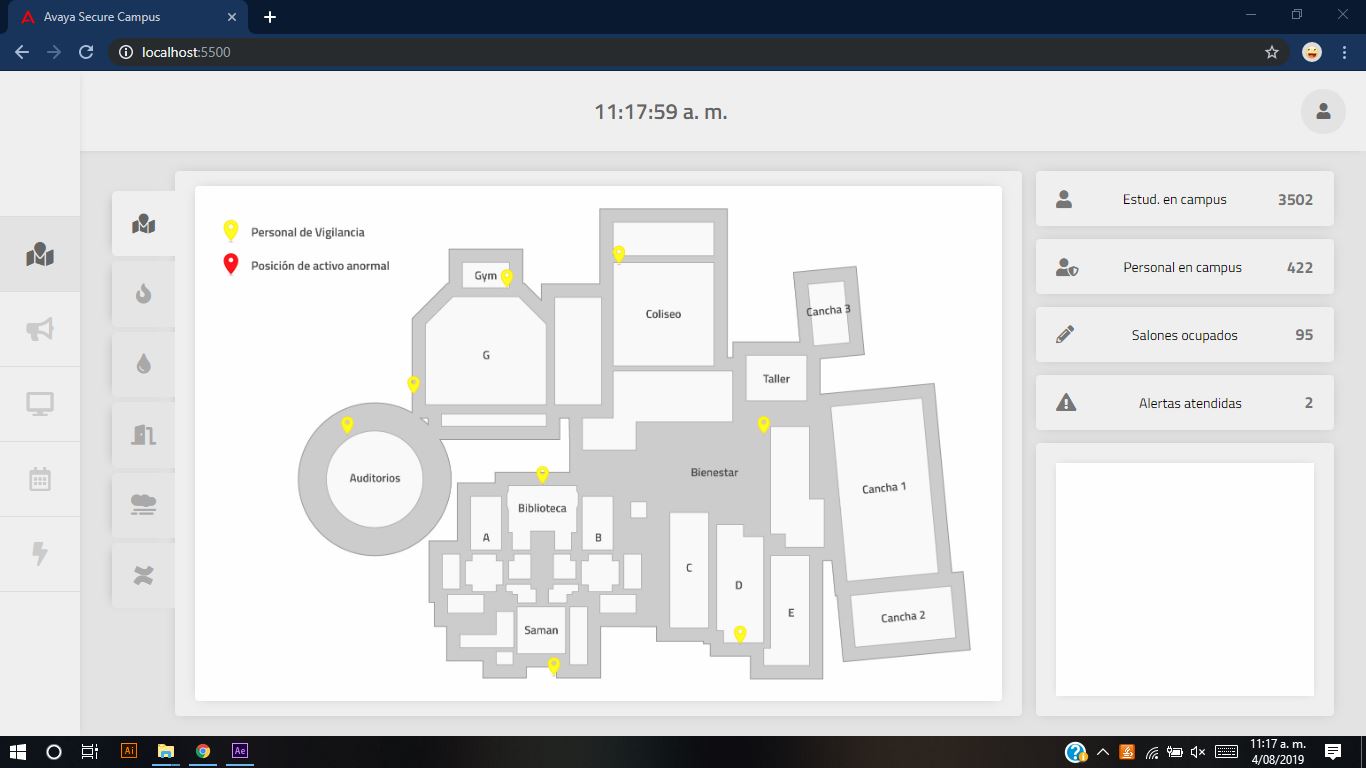 Avaya Secure Campus
localhost:5500
11:17:59 a. m.
Personal de Vigilancia
Posición de activo anormal
Gym
G
Coliseo
Cancha 3
Taller
Auditorios
Bienestar
Cancha 1
Biblioteca
A
B
C
D
E
Cancha 2
Saman
Estud. en campus 3502
Personal en campus 422
Salones ocupados 95
Alertas atendidas 2
Ai
Ae
11:17 a. m.
4/08/2019